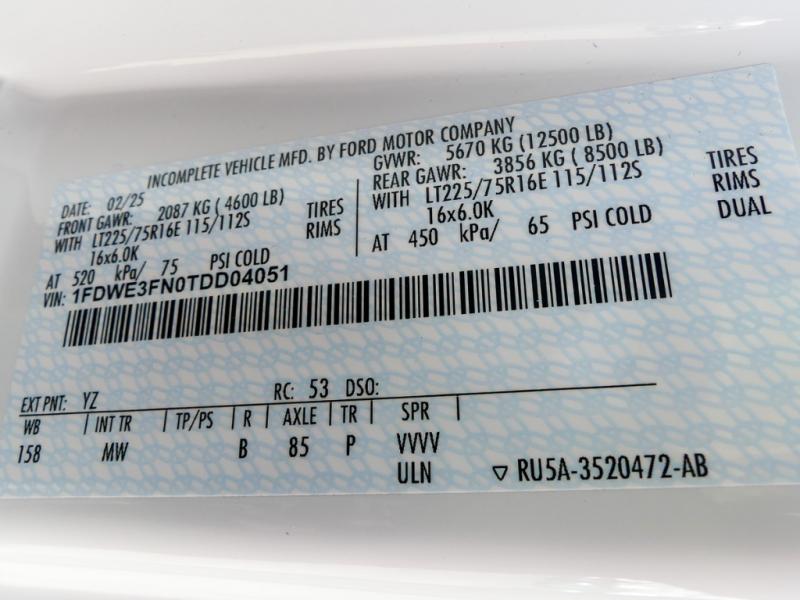 INCOMPLETE VEHICLE MFD. BY FORD MOTOR COMPANY
DATE: 02/25
GVWR: 5670 KG (12500 LB)
FRONT GAWR: 2087 KG (4600 LB)
WITH LT225/75R16E 115/112S TIRES
16x6.0K RIMS
AT 520 kPa/ 75 PSI COLD
REAR GAWR: 3856 KG ( 8500 LB)
WITH LT225/75R16E 115/112S TIRES
16x6.0K RIMS
AT 450 kPa/ 65 PSI COLD DUAL
VIN: 1FDWE3FN0TDD04051
EXT PNT: YZ RC: 53 DSO:
WB INT TR TP/PS R AXLE TR SPR
158 MW B 85 P VVVV
ULN ▽ RU5A-3520472-AB